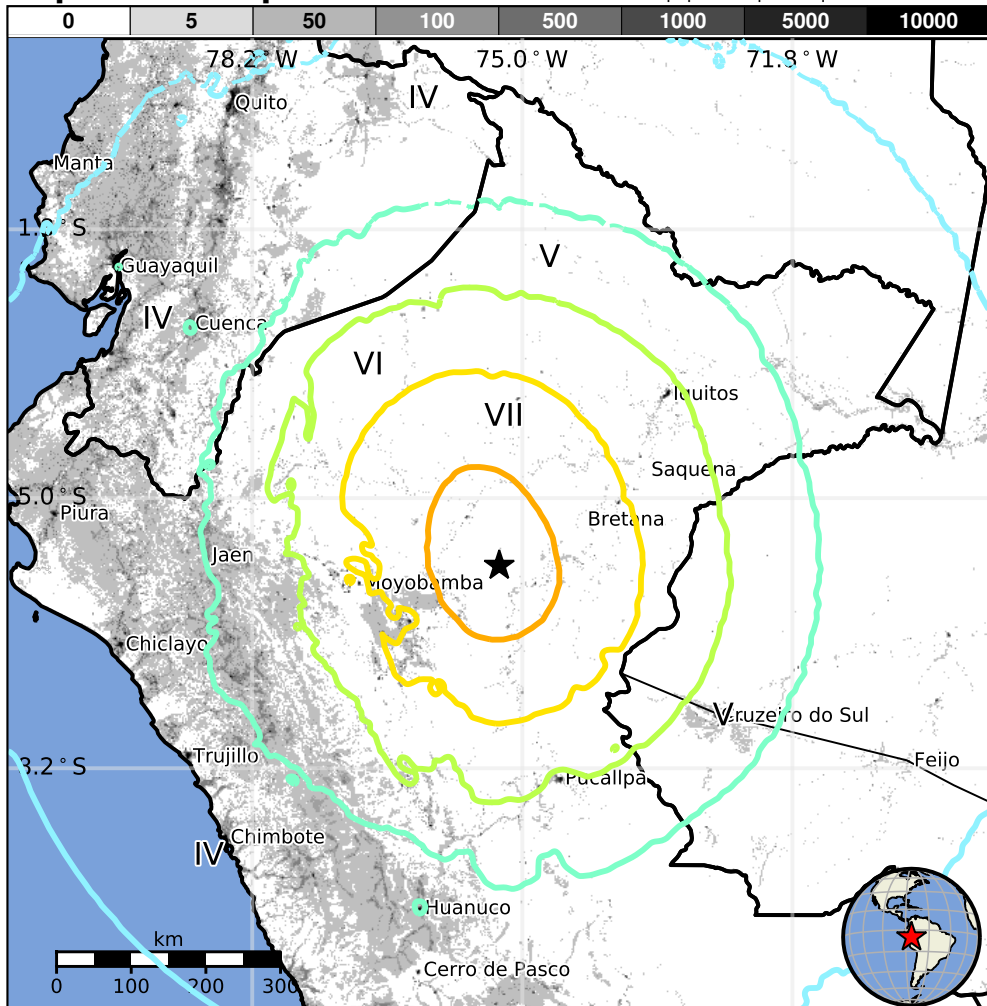 0 5 50 100 500 1000 5000 10000
78.2°W 75.0°W 71.8°W
IV
Quito
Manta
1.8°S
V
Guayaquil
IV
Cuenca
VI
Iquitos
VII
Saquena
5.0°S
Piura
Bretana
Jaen
Moyobamba
Chiclayo
V
Cruzeiro do Sul
Trujillo
Feijo
8.2°S
Pucallpa
Chimbote
IV
Huanuco
km
Cerro de Pasco
0 100 200 300